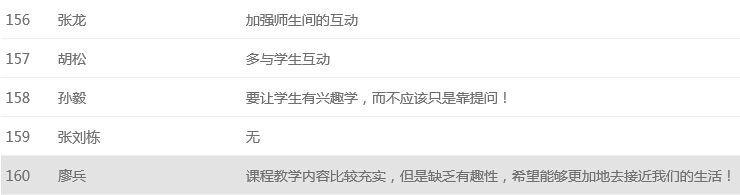 156 张龙 加强师生间的互动
157 胡松 多与学生互动
158 孙毅 要让学生有兴趣学，而不应该只是靠提问！
159 张刘栋 无
160 廖兵 课程教学内容比较充实，但是缺乏有趣性，希望能够更加地去接近我们的生活！